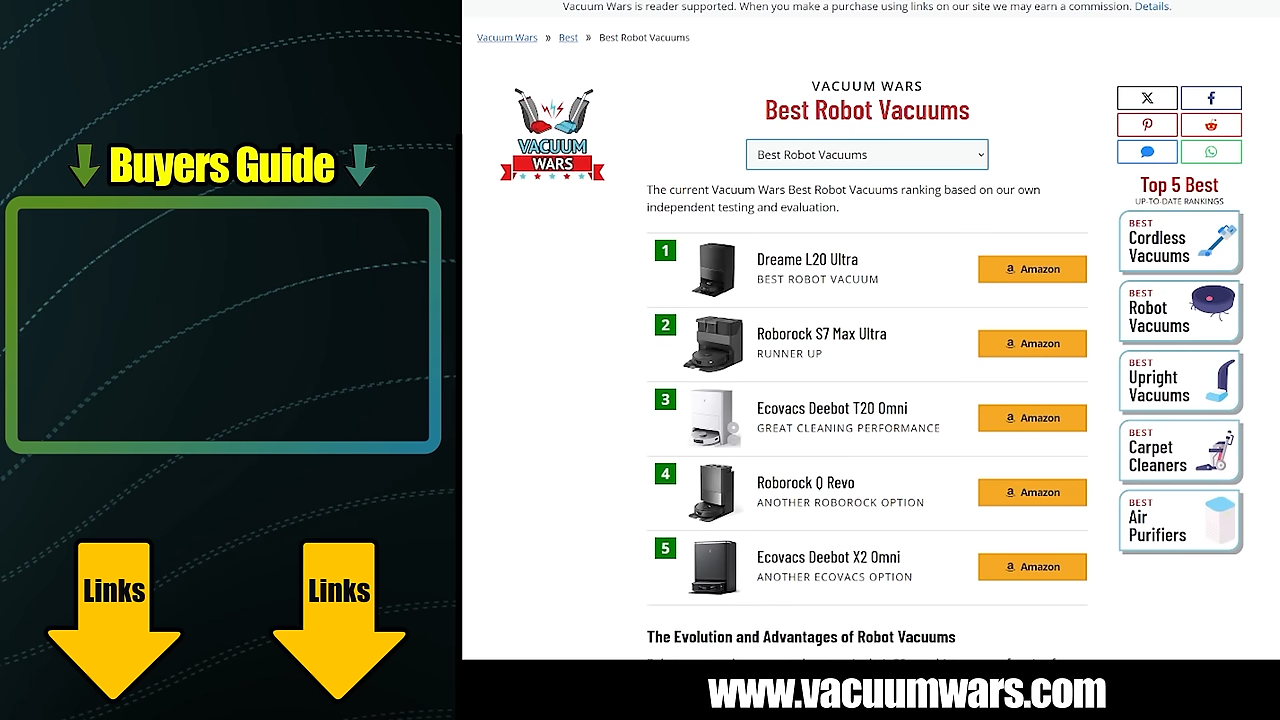 Buyers Guide
Links
Links
Vacuum Wars is reader supported. When you make a purchase using links on our site we may earn a commission. Details.
Vacuum Wars » Best » Best Robot Vacuums
VACUUM
WARS
VACUUM WARS
Best Robot Vacuums
Best Robot Vacuums
The current Vacuum Wars Best Robot Vacuums ranking based on our own
independent testing and evaluation.
1
Dreame L20 Ultra
BEST ROBOT VACUUM
Amazon
2
Roborock S7 Max Ultra
RUNNER UP
Amazon
3
Ecovacs Deebot T20 Omni
GREAT CLEANING PERFORMANCE
Amazon
4
Roborock Q Revo
ANOTHER ROBOROCK OPTION
Amazon
5
Ecovacs Deebot X2 Omni
ANOTHER ECOVACS OPTION
Amazon
The Evolution and Advantages of Robot Vacuums
Top 5 Best
UP-TO-DATE RANKINGS
BEST
Cordless
Vacuums
BEST
Robot
Vacuums
BEST
Upright
Vacuums
BEST
Carpet
Cleaners
BEST
Air
Purifiers
www.vacuumwars.com